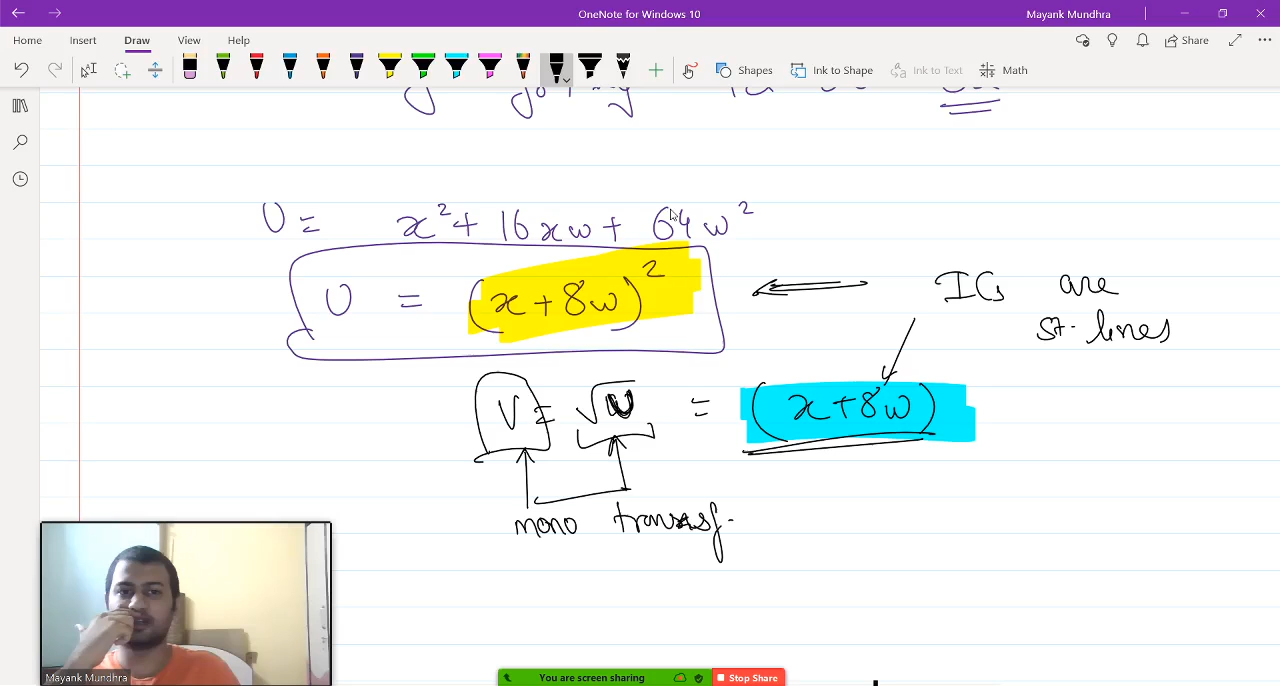 OneNote for Windows 10
Mayank Mundhra
Home Insert Draw View Help
Share
Shapes Ink to Shape Ink to Text Math
U = x² + 16xw + 64w²
U = (x+8w)²
ICs are
st. lines
V = √U = (x+8w)
mono transf.
Mayank Mundhra
You are screen sharing
Stop Share